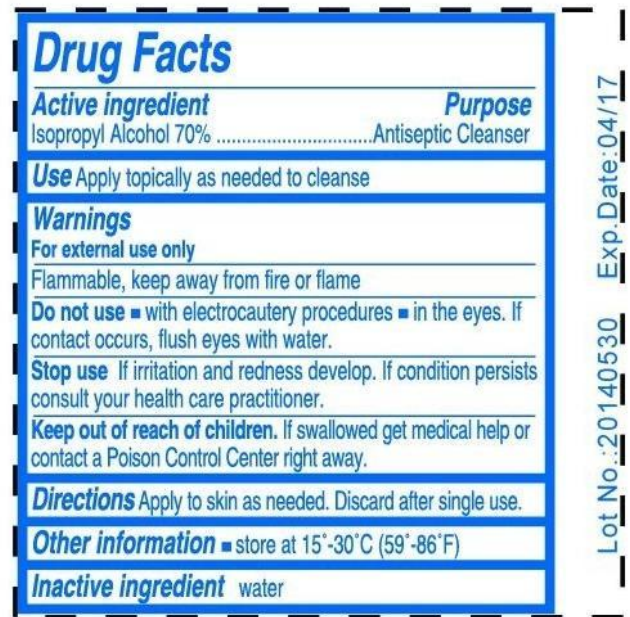 Drug Facts
Active ingredient Purpose
Isopropyl Alcohol 70% ..............................Antiseptic Cleanser
Use Apply topically as needed to cleanse
Warnings
For external use only
Flammable, keep away from fire or flame
Do not use ■ with electrocautery procedures ■ in the eyes. If
contact occurs, flush eyes with water.
Stop use If irritation and redness develop. If condition persists
consult your health care practitioner.
Keep out of reach of children. If swallowed get medical help or
contact a Poison Control Center right away.
Directions Apply to skin as needed. Discard after single use.
Other information ■ store at 15˚-30˚C (59˚-86˚F)
Inactive ingredient water
Lot No.:20140530 Exp.Date:04/17